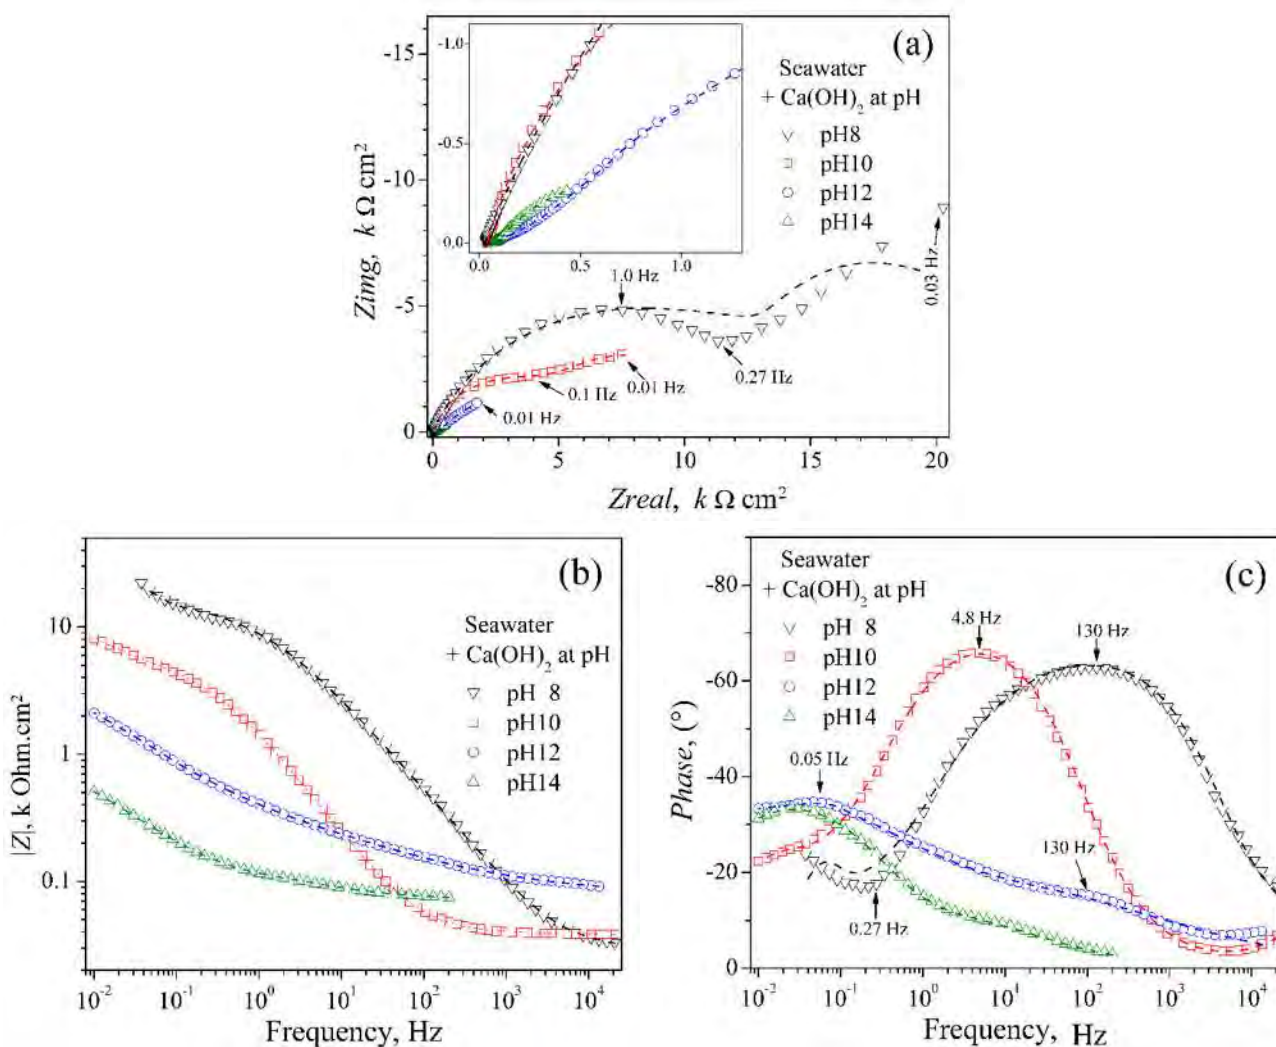 (a)
Seawater
+ Ca(OH)2 at pH
pH8
pH10
pH12
pH14
-1.0
-0.5
0.0
0.0 0.5 1.0
-15
-10
-5
0
Zimg, k Ω cm2
1.0 Hz
0.03 Hz
0.27 Hz
0.1 Hz
0.01 Hz
0.01 Hz
0 5 10 15 20
Zreal, k Ω cm2
(b)
Seawater
+ Ca(OH)2 at pH
pH 8
pH10
pH12
pH14
10
1
0.1
|Z|, k Ohm.cm2
10-2 10-1 100 101 102 103 104
Frequency, Hz
(c)
Seawater
+ Ca(OH)2 at pH
pH 8
pH10
pH12
pH14
4.8 Hz
130 Hz
0.05 Hz
130 Hz
0.27 Hz
-80
-60
-40
-20
0
Phase, (°)
10-2 10-1 100 101 102 103 104
Frequency, Hz